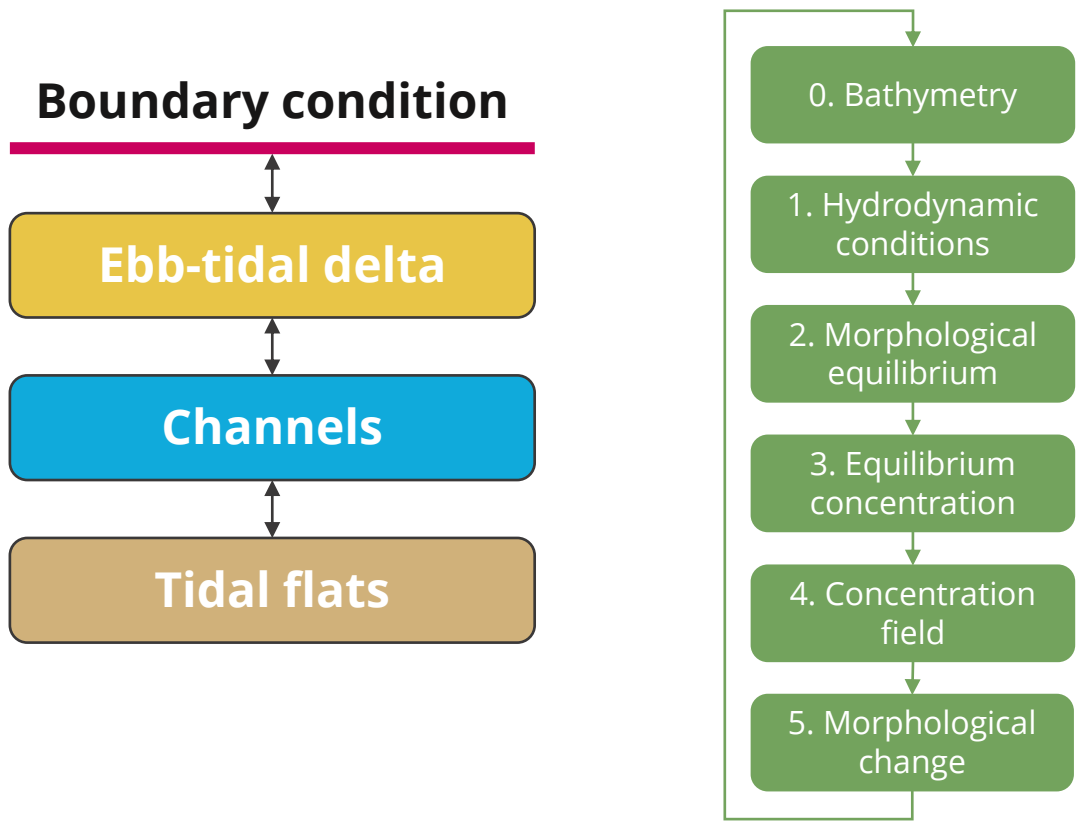 Boundary condition
Ebb-tidal delta
Channels
Tidal flats
0. Bathymetry
1. Hydrodynamic
conditions
2. Morphological
equilibrium
3. Equilibrium
concentration
4. Concentration
field
5. Morphological
change